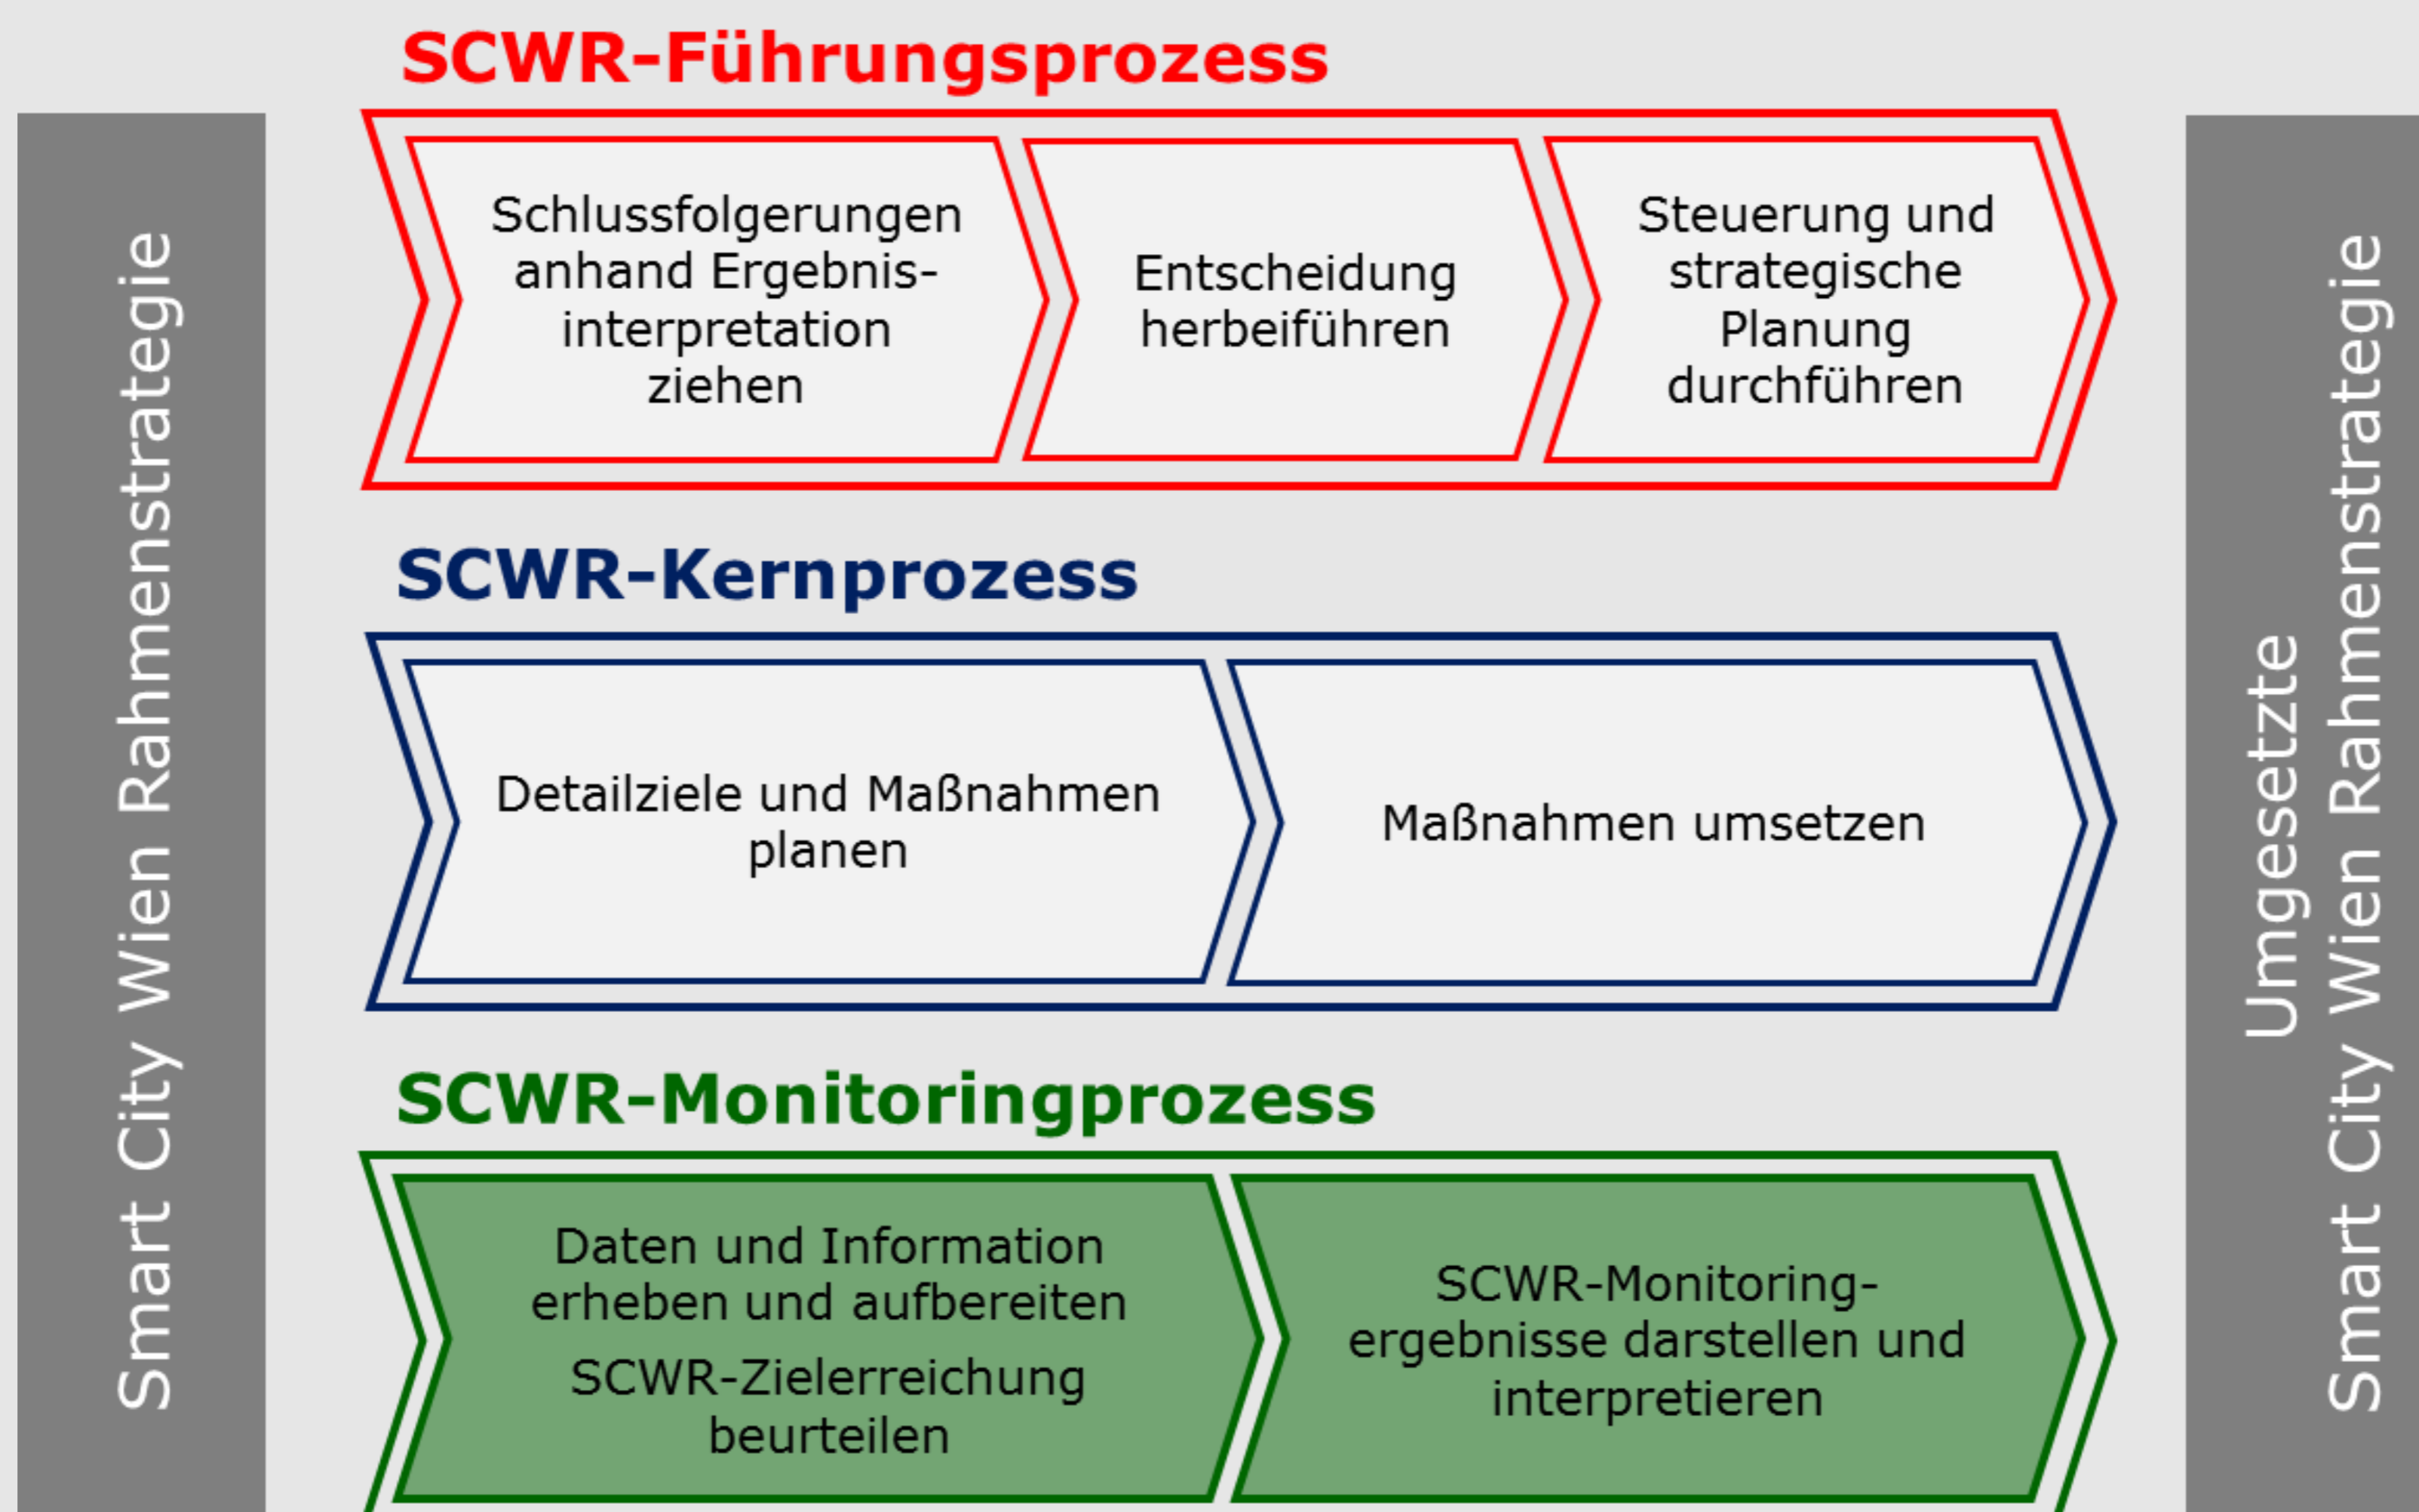 Smart City Wien Rahmenstrategie
SCWR-Führungsprozess
Schlussfolgerungen
anhand Ergebnis-
interpretation
ziehen
Entscheidung
herbeiführen
Steuerung und
strategische
Planung
durchführen
SCWR-Kernprozess
Detailziele und Maßnahmen
planen
Maßnahmen umsetzen
SCWR-Monitoringprozess
Daten und Information
erheben und aufbereiten
SCWR-Zielerreichung
beurteilen
SCWR-Monitoring-
ergebnisse darstellen und
interpretieren
Umgesetzte
Smart City Wien Rahmenstrategie